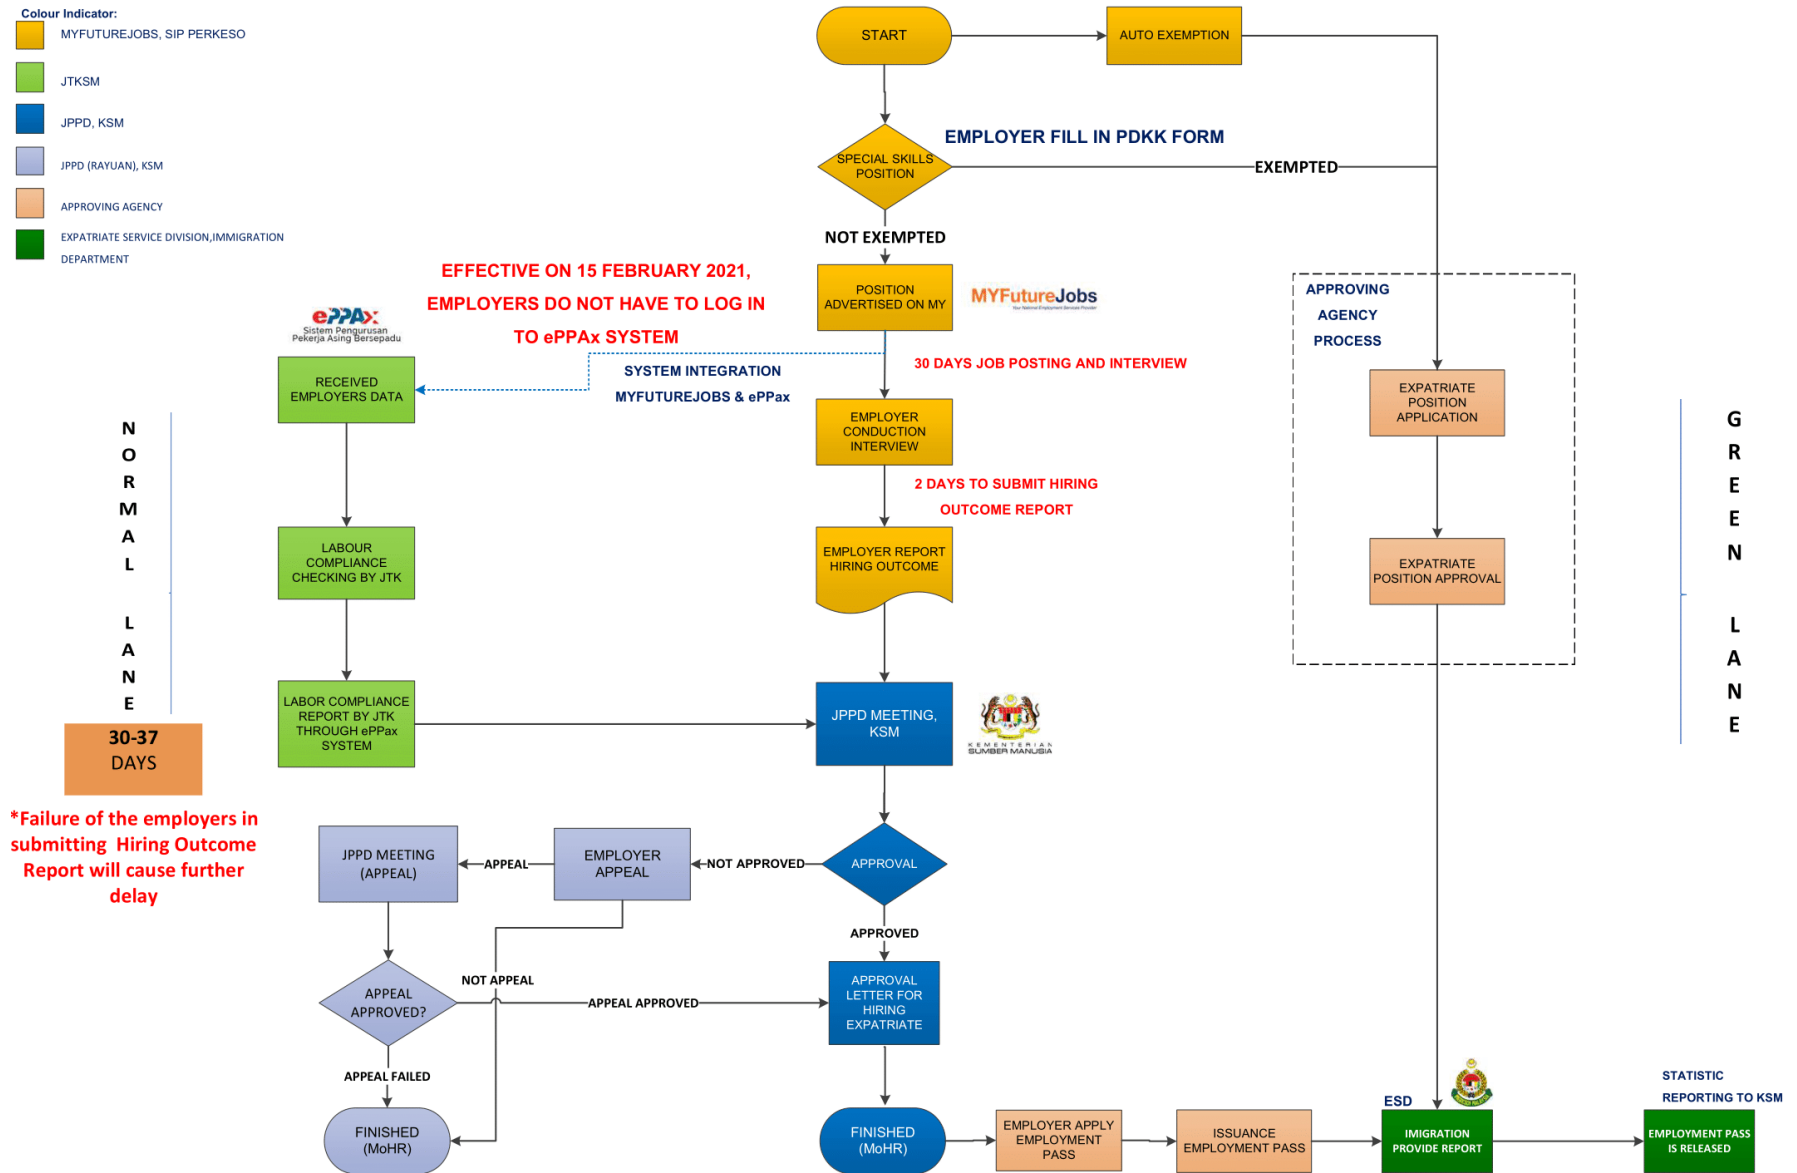 Colour Indicator:
MYFUTUREJOBS, SIP PERKESO
JTKSM
JPPD, KSM
JPPD (RAYUAN), KSM
APPROVING AGENCY
EXPATRIATE SERVICE DIVISION,IMMIGRATION
DEPARTMENT
START
AUTO EXEMPTION
SPECIAL SKILLS
POSITION
EMPLOYER FILL IN PDKK FORM
EXEMPTED
NOT EXEMPTED
EFFECTIVE ON 15 FEBRUARY 2021,
EMPLOYERS DO NOT HAVE TO LOG IN
TO ePPAx SYSTEM
POSITION
ADVERTISED ON MY
MYFutureJobs
Your National Employment Services Provider
ePPAx
Sistem Pengurusan
Pekerja Asing Bersepadu
30 DAYS JOB POSTING AND INTERVIEW
SYSTEM INTEGRATION
MYFUTUREJOBS & ePPax
RECEIVED
EMPLOYERS DATA
EMPLOYER
CONDUCTION
INTERVIEW
2 DAYS TO SUBMIT HIRING
OUTCOME REPORT
LABOUR
COMPLIANCE
CHECKING BY JTK
EMPLOYER REPORT
HIRING OUTCOME
LABOR COMPLIANCE
REPORT BY JTK
THROUGH ePPax
SYSTEM
JPPD MEETING,
KSM
KEMENTERIAN
SUMBER MANUSIA
APPROVING
AGENCY
PROCESS
EXPATRIATE
POSITION
APPLICATION
EXPATRIATE
POSITION APPROVAL
NORMAL LANE
GREEN LANE
30-37
DAYS
*Failure of the employers in
submitting Hiring Outcome
Report will cause further
delay
JPPD MEETING
(APPEAL)
APPEAL
EMPLOYER
APPEAL
NOT APPROVED
APPROVAL
APPROVED
NOT APPEAL
APPEAL
APPROVED?
APPEAL APPROVED
APPROVAL
LETTER FOR
HIRING
EXPATRIATE
APPEAL FAILED
FINISHED
(MoHR)
FINISHED
(MoHR)
EMPLOYER APPLY
EMPLOYMENT
PASS
ISSUANCE
EMPLOYMENT PASS
ESD
IMIGRATION
PROVIDE REPORT
STATISTIC
REPORTING TO KSM
EMPLOYMENT PASS
IS RELEASED